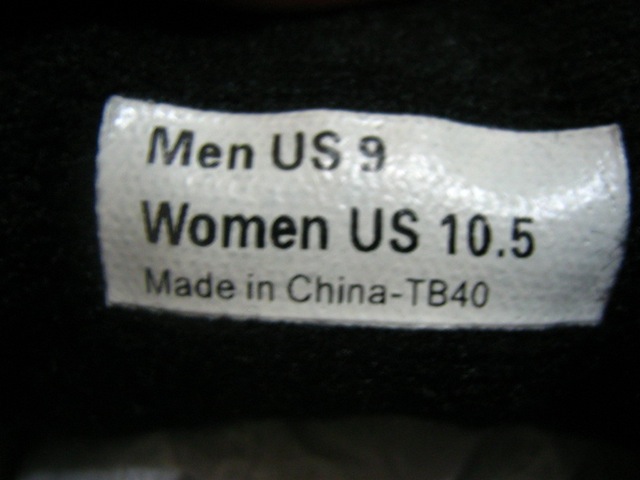 Men US 9
Women US 10.5
Made in China-TB40